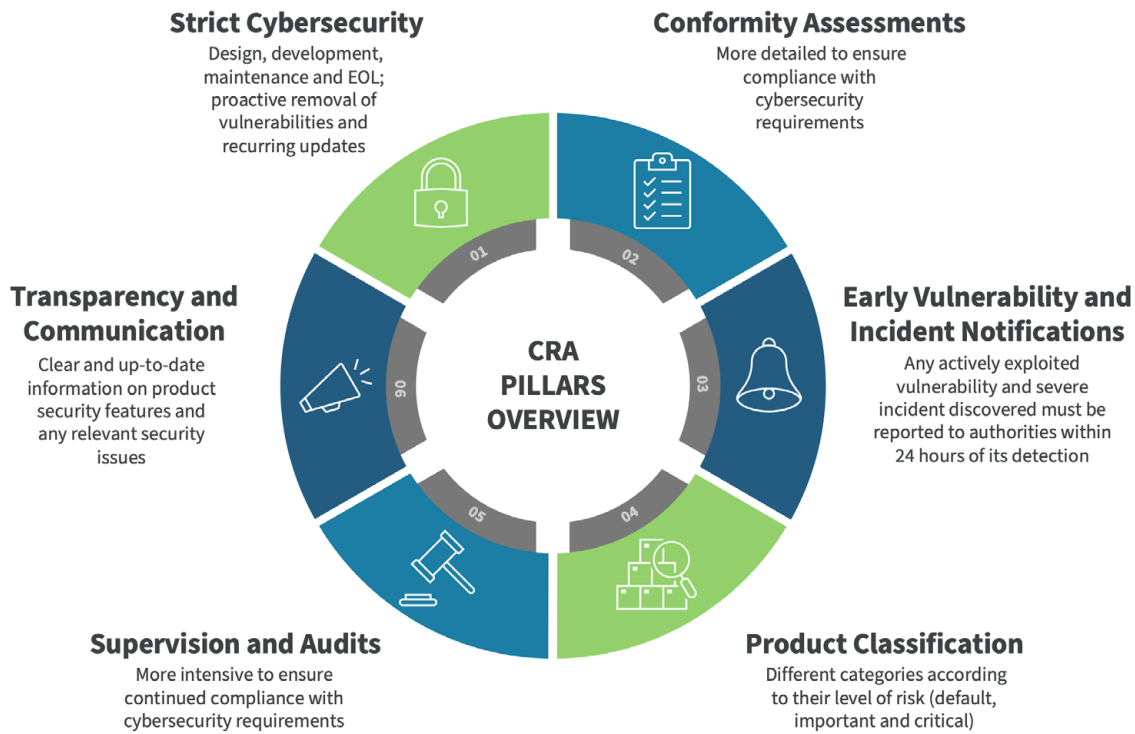 Strict Cybersecurity
Design, development,
maintenance and EOL;
proactive removal of
vulnerabilities and
recurring updates
Conformity Assessments
More detailed to ensure
compliance with
cybersecurity
requirements
Early Vulnerability and
Incident Notifications
Any actively exploited
vulnerability and severe
incident discovered must be
reported to authorities within
24 hours of its detection
Product Classification
Different categories according
to their level of risk (default,
important and critical)
Supervision and Audits
More intensive to ensure
continued compliance with
cybersecurity requirements
Transparency and
Communication
Clear and up-to-date
information on product
security features and
any relevant security
issues
01
02
03
04
05
06
CRA
PILLARS
OVERVIEW